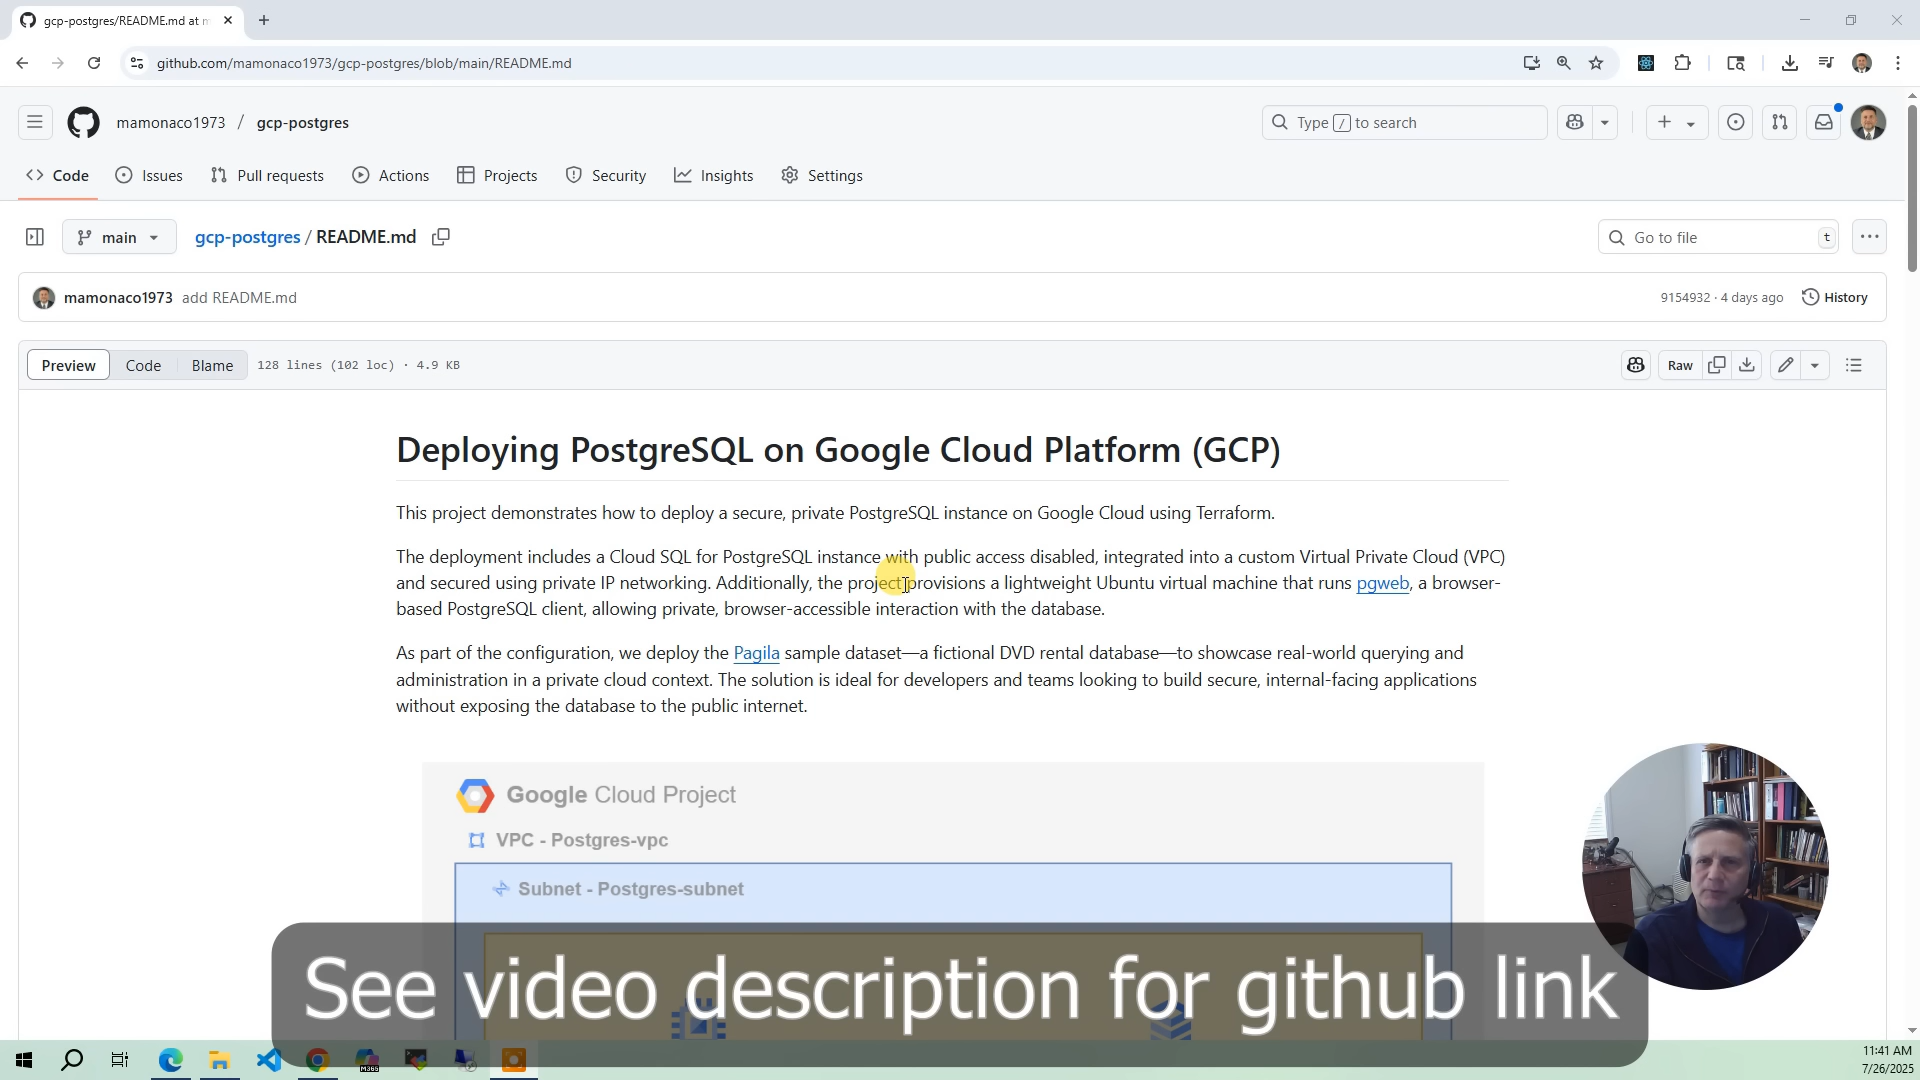 gcp-postgres/README.md at m
github.com/mamonaco1973/gcp-postgres/blob/main/README.md
mamonaco1973 / gcp-postgres
Type / to search
Code
Issues
Pull requests
Actions
Projects
Security
Insights
Settings
main
gcp-postgres / README.md
Go to file
t
mamonaco1973 add README.md
9154932 · 4 days ago
History
Preview
Code
Blame
128 lines (102 loc) · 4.9 KB
Raw
Deploying PostgreSQL on Google Cloud Platform (GCP)
This project demonstrates how to deploy a secure, private PostgreSQL instance on Google Cloud using Terraform.
The deployment includes a Cloud SQL for PostgreSQL instance with public access disabled, integrated into a custom Virtual Private Cloud (VPC)
and secured using private IP networking. Additionally, the project provisions a lightweight Ubuntu virtual machine that runs pgweb, a browser-
based PostgreSQL client, allowing private, browser-accessible interaction with the database.
As part of the configuration, we deploy the Pagila sample dataset—a fictional DVD rental database—to showcase real-world querying and
administration in a private cloud context. The solution is ideal for developers and teams looking to build secure, internal-facing applications
without exposing the database to the public internet.
Google Cloud Project
VPC - Postgres-vpc
Subnet - Postgres-subnet
See video description for github link
M365
11:41 AM
7/26/2025